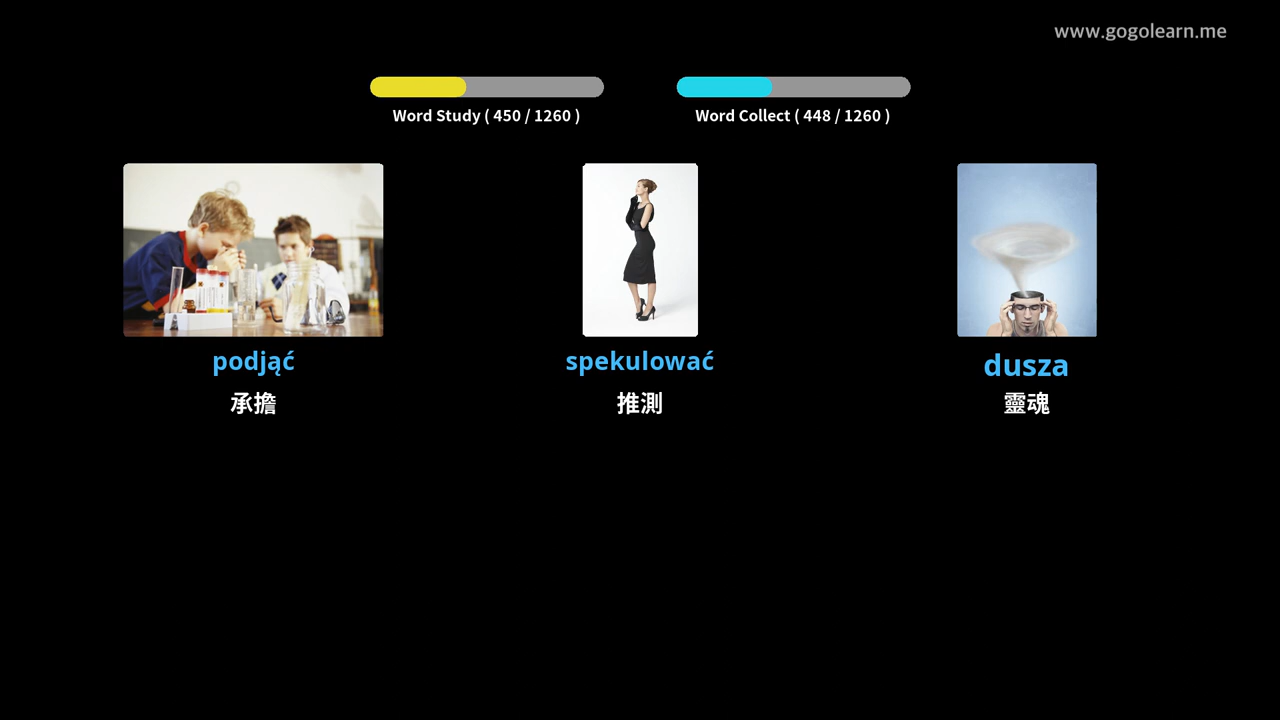 www.gogolearn.me
Word Study ( 450 / 1260 )
Word Collect ( 448 / 1260 )
podjąć
spekulować
dusza
承擔
推測
靈魂